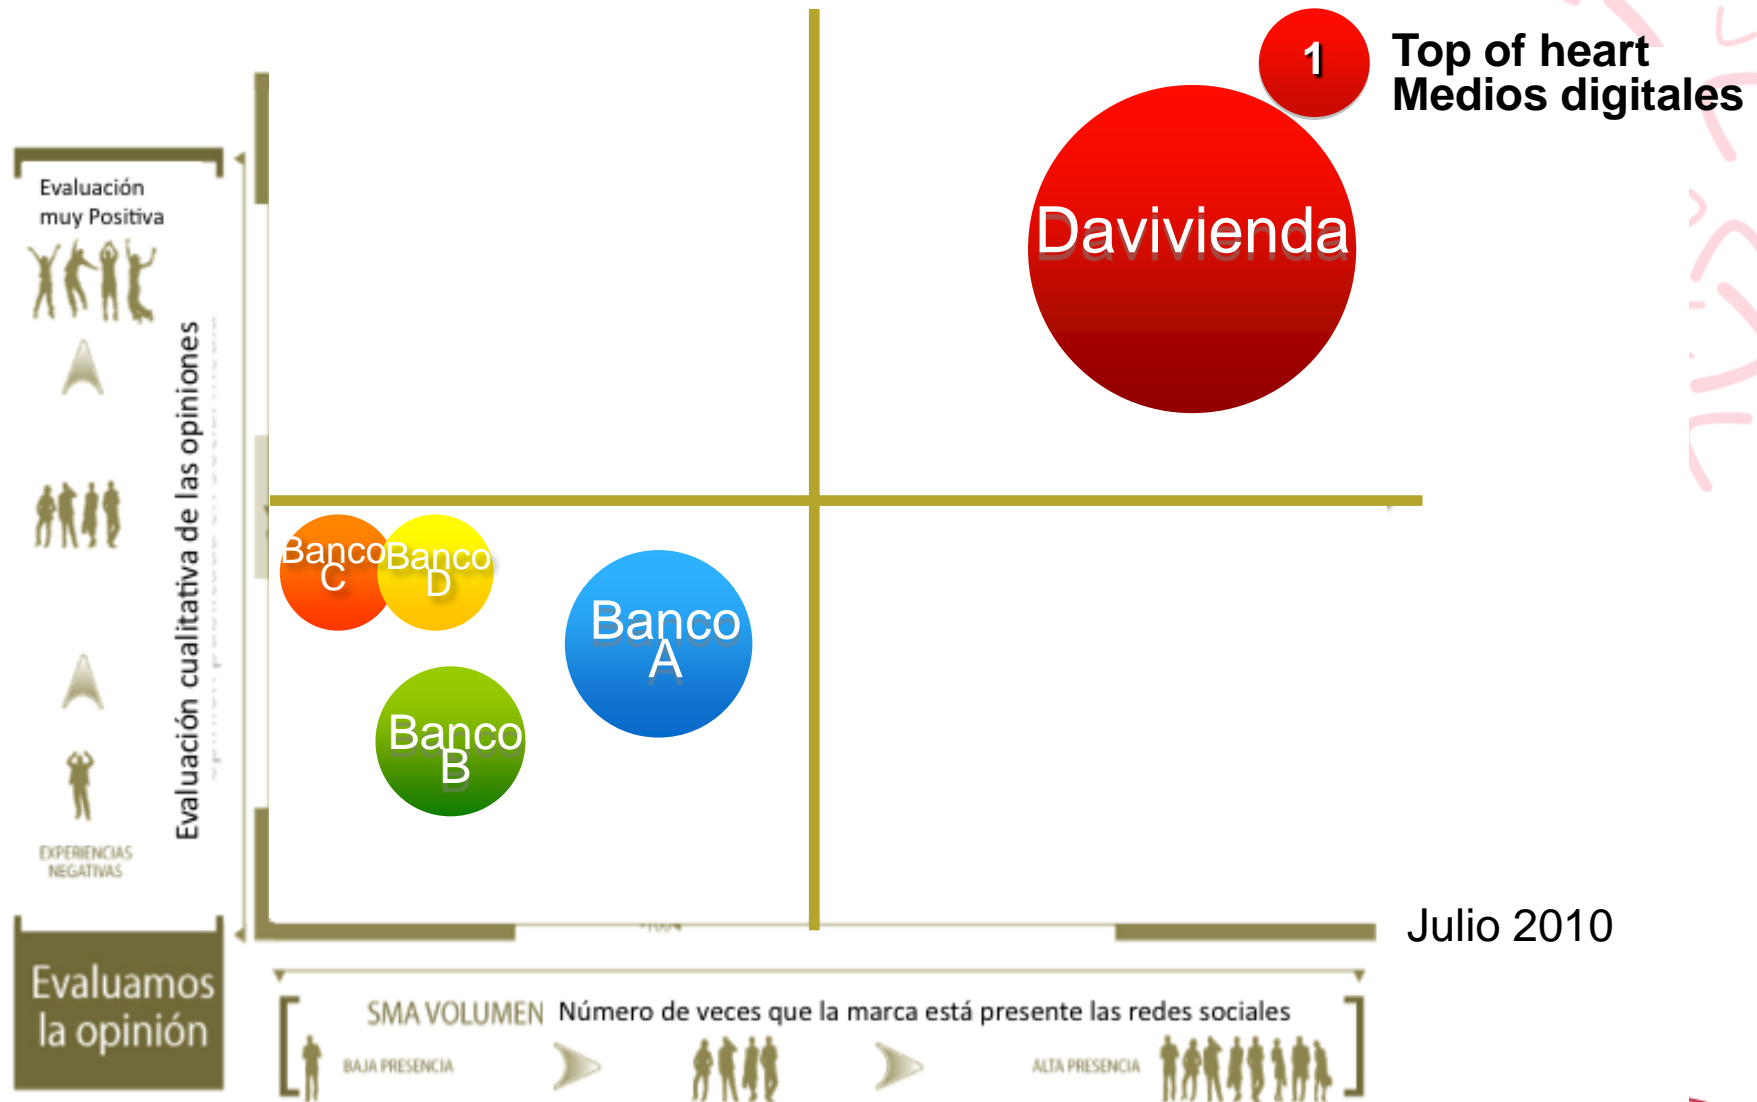 1
Top of heart
Medios digitales
Evaluación
muy Positiva
Davivienda
Evaluación cualitativa de las opiniones
Banco
C
Banco
D
Banco
A
Banco
B
EXPERIENCIAS
NEGATIVAS
Julio 2010
Evaluamos
la opinión
SMA VOLUMEN Número de veces que la marca está presente las redes sociales
BAJA PRESENCIA
ALTA PRESENCIA